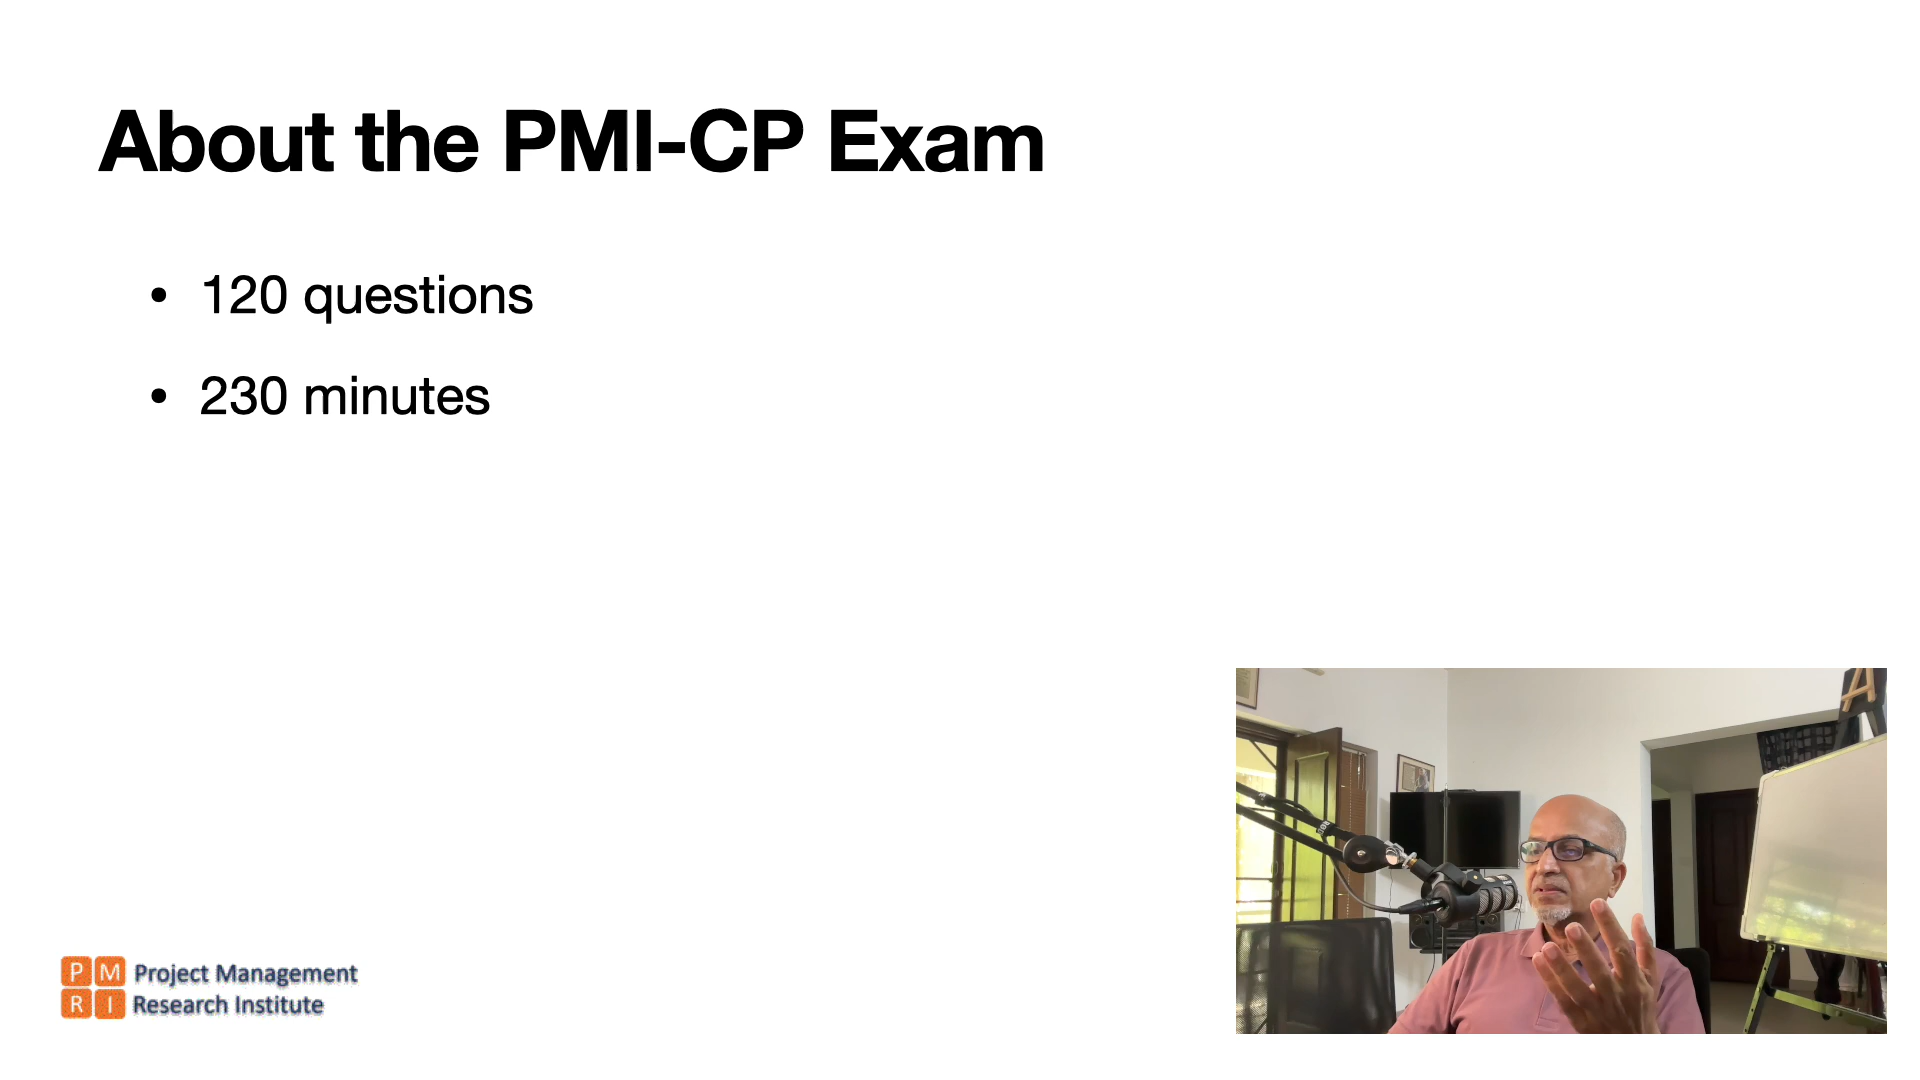 About the PMI-CP Exam
• 120 questions
• 230 minutes
P M
R I
Project Management
Research Institute